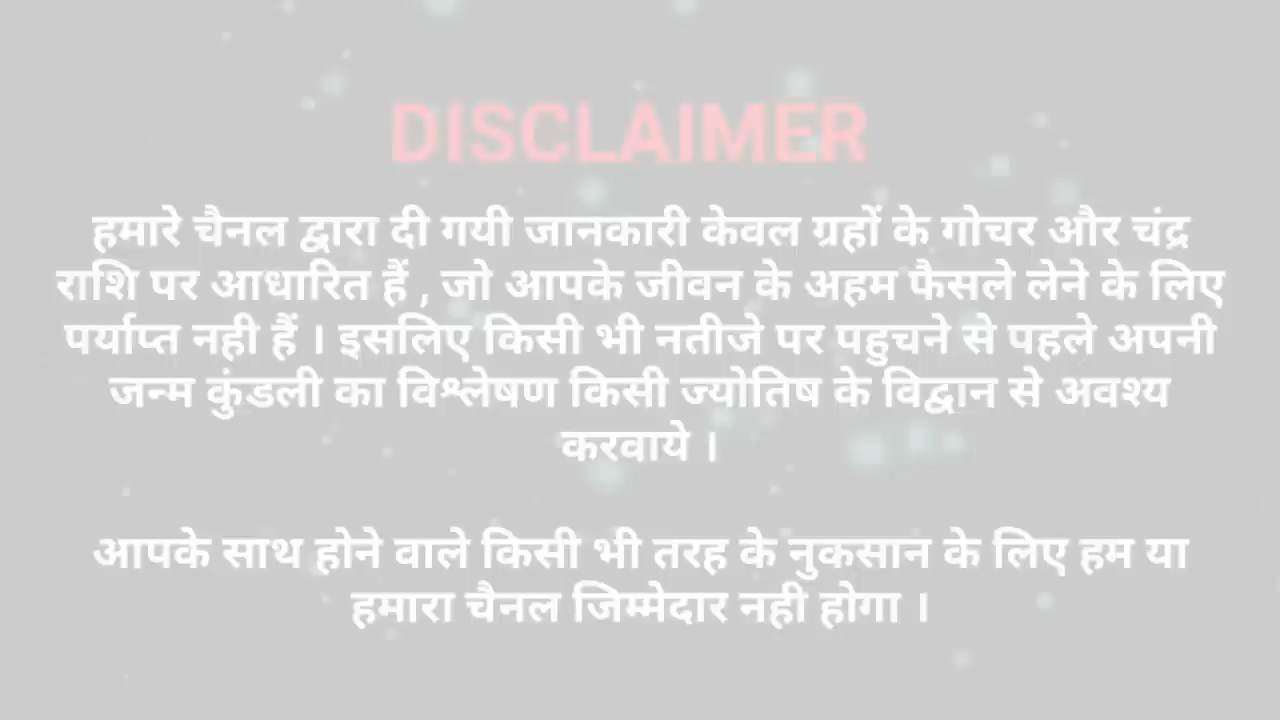 DISCLAIMER
हमारे चैनल द्वारा दी गयी जानकारी केवल ग्रहों के गोचर और चंद्र
राशि पर आधारित हैं , जो आपके जीवन के अहम फैसले लेने के लिए
पर्याप्त नही हैं । इसलिए किसी भी नतीजे पर पहुचने से पहले अपनी
जन्म कुंडली का विश्लेषण किसी ज्योतिष के विद्वान से अवश्य
करवाये ।
आपके साथ होने वाले किसी भी तरह के नुकसान के लिए हम या
हमारा चैनल जिम्मेदार नही होगा ।